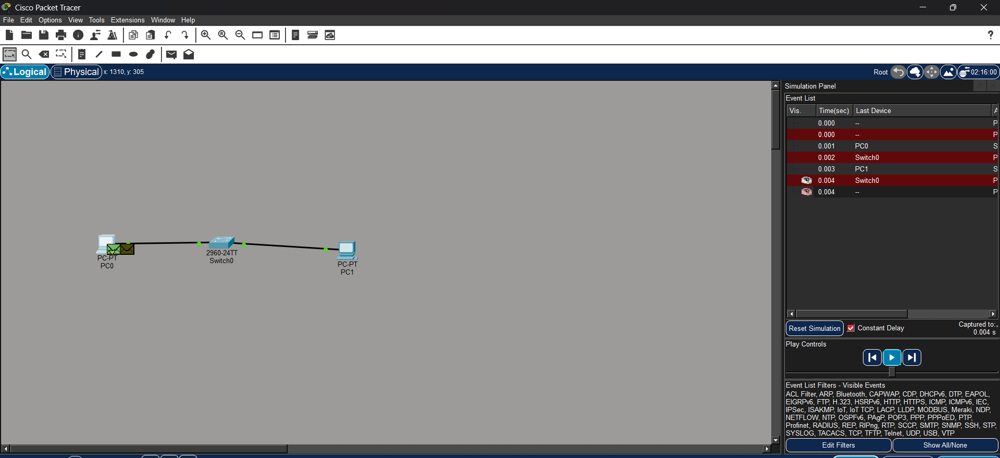 Cisco Packet Tracer
File Edit Options View Tools Extensions Window Help
?
Logical Physical x: 1310, y: 305 Root 02:16:00
Simulation Panel
Event List
Vis. Time(sec) Last Device A
0.000 -- P
0.000 -- P
0.001 PC0 S
0.002 Switch0 P
0.003 PC1 S
0.004 Switch0 P
0.004 -- P
PC-PT
PC0
2960-24TT
Switch0
PC-PT
PC1
Reset Simulation Constant Delay Captured to:*
0.004 s
Play Controls
Event List Filters - Visible Events
ACL Filter, ARP, Bluetooth, CAPWAP, CDP, DHCPv6, DTP, EAPOL,
EIGRPv6, FTP, H.323, HSRPv6, HTTP, HTTPS, ICMP, ICMPv6, IEC,
IPSec, ISAKMP, IoT, IoT TCP, LACP, LLDP, MODBUS, Meraki, NDP,
NETFLOW, NTP, OSPFv6, PAgP, POP3, PPP, PPPoED, PTP,
Profinet, RADIUS, REP, RIPng, RTP, SCCP, SMTP, SNMP, SSH, STP,
SYSLOG, TACACS, TCP, TFTP, Telnet, UDP, USB, VTP
Edit Filters Show All/None